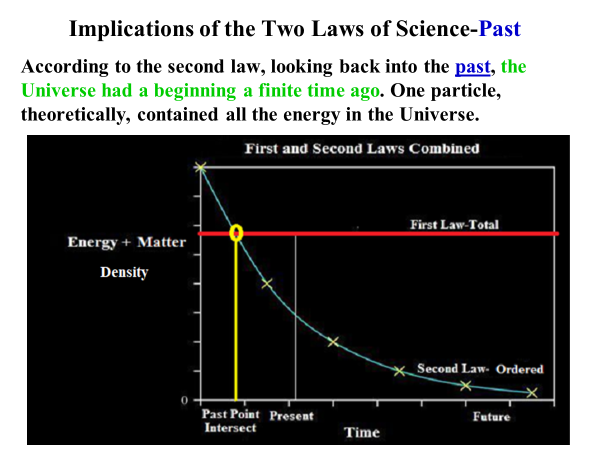 Implications of the Two Laws of Science-Past
According to the second law, looking back into the past, the
Universe had a beginning a finite time ago. One particle,
theoretically, contained all the energy in the Universe.
First and Second Laws Combined
First Law-Total
Energy + Matter
Density
Second Law- Ordered
0
Past Point Present Future
Intersect
Time